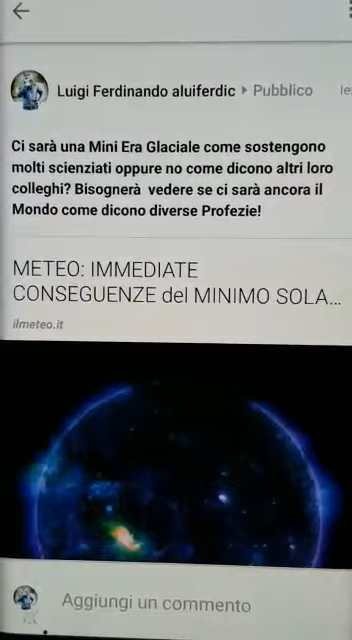 Luigi Ferdinando aluiferdic ▸ Pubblico
Ci sarà una Mini Era Glaciale come sostengono
molti scienziati oppure no come dicono altri loro
colleghi? Bisognerà vedere se ci sarà ancora il
Mondo come dicono diverse Profezie!
METEO: IMMEDIATE
CONSEGUENZE del MINIMO SOLA...
ilmeteo.it
Aggiungi un commento